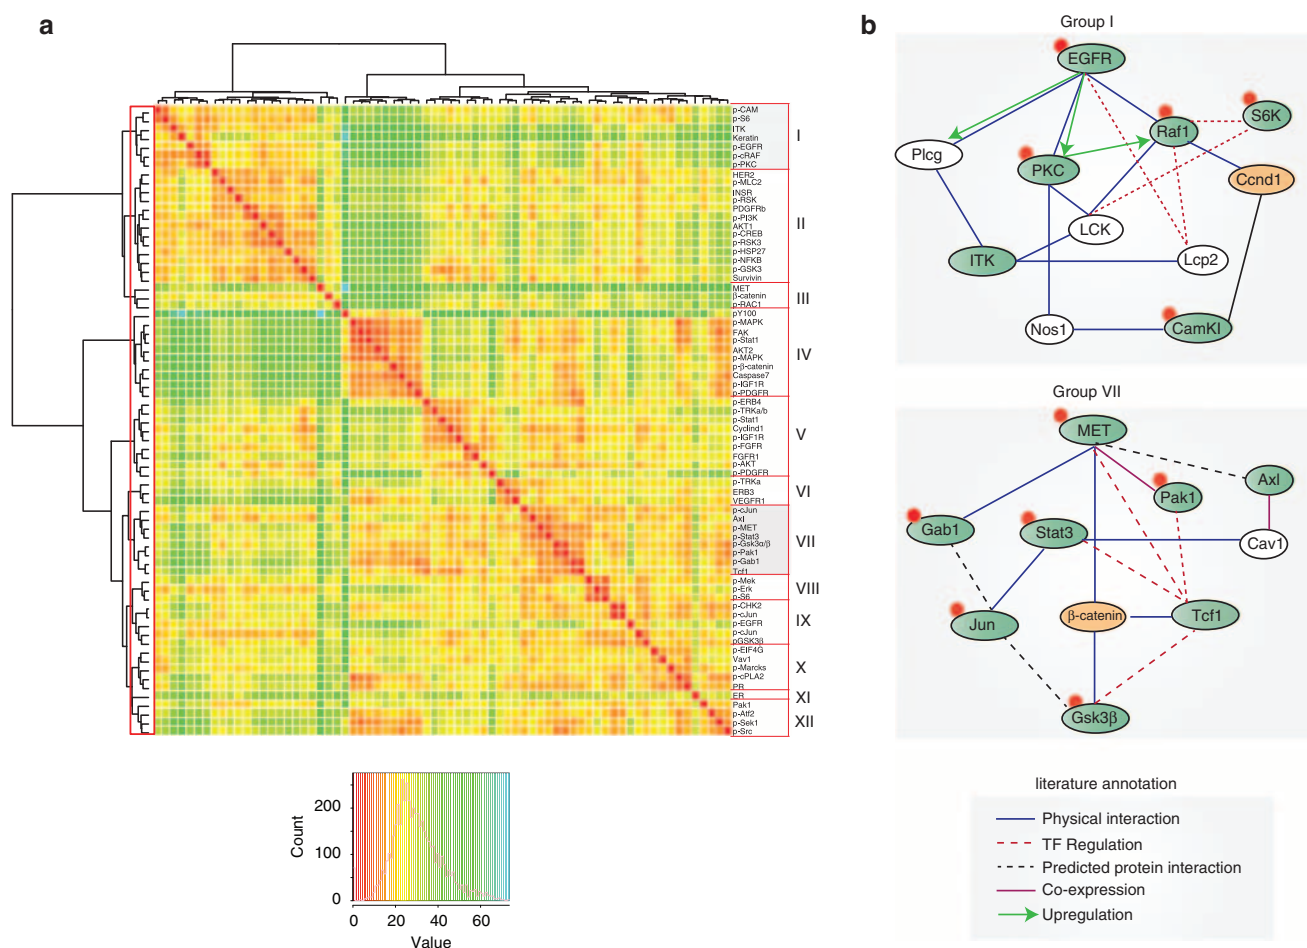 a
p-CAM
p-S6
ITK
Keratin
p-EGFR
p-cRAF
p-PKC
I
HER2
p-MLC2
INSR
p-RSK
PDGFRb
p-PI3K
AKT1
p-CREB
p-RSK3
p-HSP27
p-NFKB
p-GSK3
Survivin
II
MET
β-catenin
p-RAC1
III
pY100
p-MAPK
FAK
p-Stat1
AKT2
p-MAPK
p-β-catenin
Caspase7
p-IGF1R
p-PDGFR
IV
p-ERB4
p-TRKa/b
p-Stat1
Cyclind1
p-IGF1R
p-FGFR
FGFR1
p-AKT
p-PDGFR
V
p-TRKa
ERB3
VEGFR1
VI
p-cJun
Axl
p-MET
p-Stat3
p-Gsk3α/β
p-Pak1
p-Gab1
Tcf1
VII
p-Mek
p-Erk
p-S6
VIII
p-CHK2
p-cJun
p-EGFR
p-cJun
pGSK3β
IX
p-EIF4G
Vav1
p-Marcks
p-cPLA2
PR
X
ER
XI
Pak1
p-Atf2
p-Sek1
p-Src
XII
Count
200
100
0
0 20 40 60
Value
b
Group I
EGFR
S6K
Raf1
Plcg
PKC
Ccnd1
LCK
ITK
Lcp2
Nos1
CamKI
Group VII
MET
Axl
Pak1
Gab1
Stat3
Cav1
Jun
β-catenin
Tcf1
Gsk3β
literature annotation
Physical interaction
TF Regulation
Predicted protein interaction
Co-expression
Upregulation